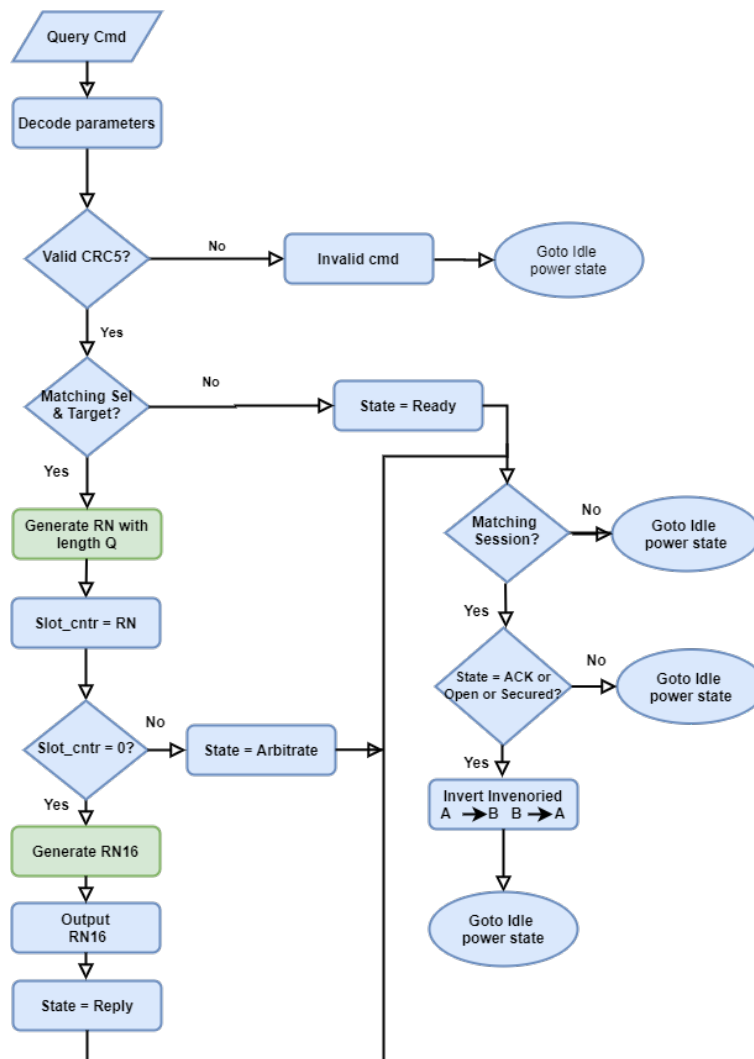 Query Cmd
Decode parameters
Valid CRC5?
No
Invalid cmd
Goto Idle
power state
Yes
Matching Sel
& Target?
No
State = Ready
Yes
Generate RN with
length Q
Matching
Session?
No
Goto Idle
power state
Slot_cntr = RN
Yes
State = ACK or
Open or Secured?
No
Goto Idle
power state
Slot_cntr = 0?
No
State = Arbitrate
Yes
Yes
Invert Invenoried
A → B B → A
Generate RN16
Output
RN16
Goto Idle
power state
State = Reply